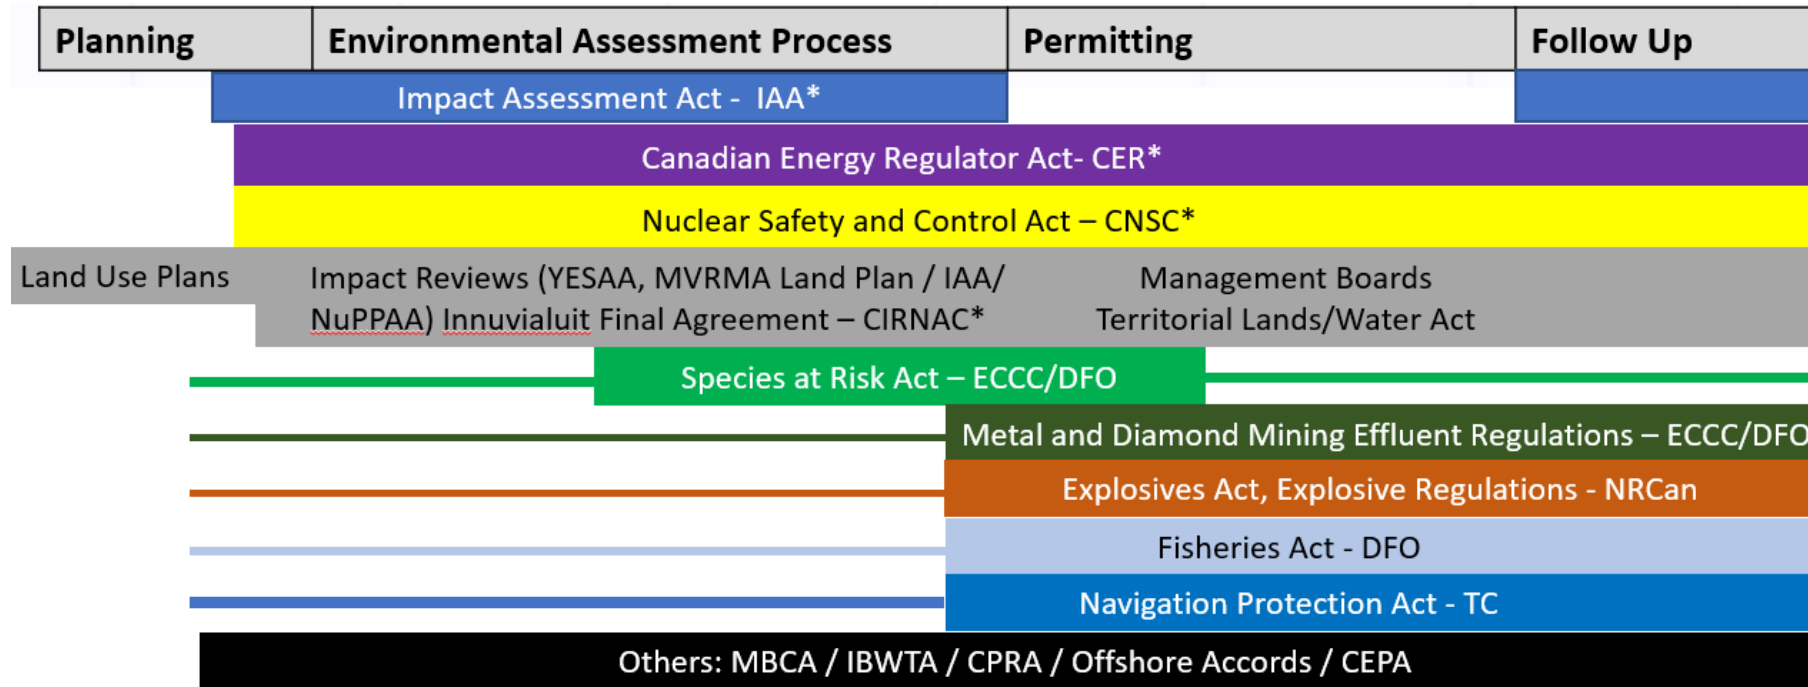 Planning
Environmental Assessment Process
Permitting
Follow Up
Impact Assessment Act - IAA*
Canadian Energy Regulator Act- CER*
Nuclear Safety and Control Act – CNSC*
Land Use Plans
Impact Reviews (YESAA, MVRMA Land Plan / IAA/
NuPPAA) Innuvialuit Final Agreement – CIRNAC*
Management Boards
Territorial Lands/Water Act
Species at Risk Act – ECCC/DFO
Metal and Diamond Mining Effluent Regulations – ECCC/DFO
Explosives Act, Explosive Regulations - NRCan
Fisheries Act - DFO
Navigation Protection Act - TC
Others: MBCA / IBWTA / CPRA / Offshore Accords / CEPA